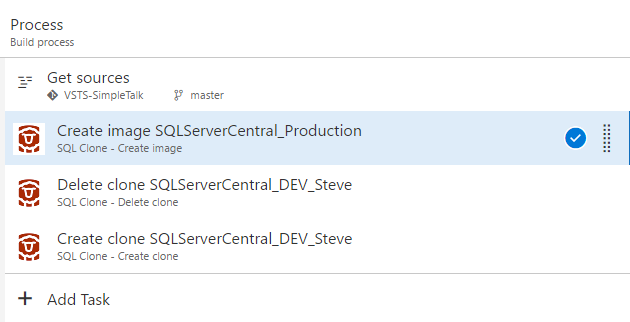 Process
Build process
Get sources
VSTS-SimpleTalk master
Create image SQLServerCentral_Production
SQL Clone - Create image
Delete clone SQLServerCentral_DEV_Steve
SQL Clone - Delete clone
Create clone SQLServerCentral_DEV_Steve
SQL Clone - Create clone
Add Task